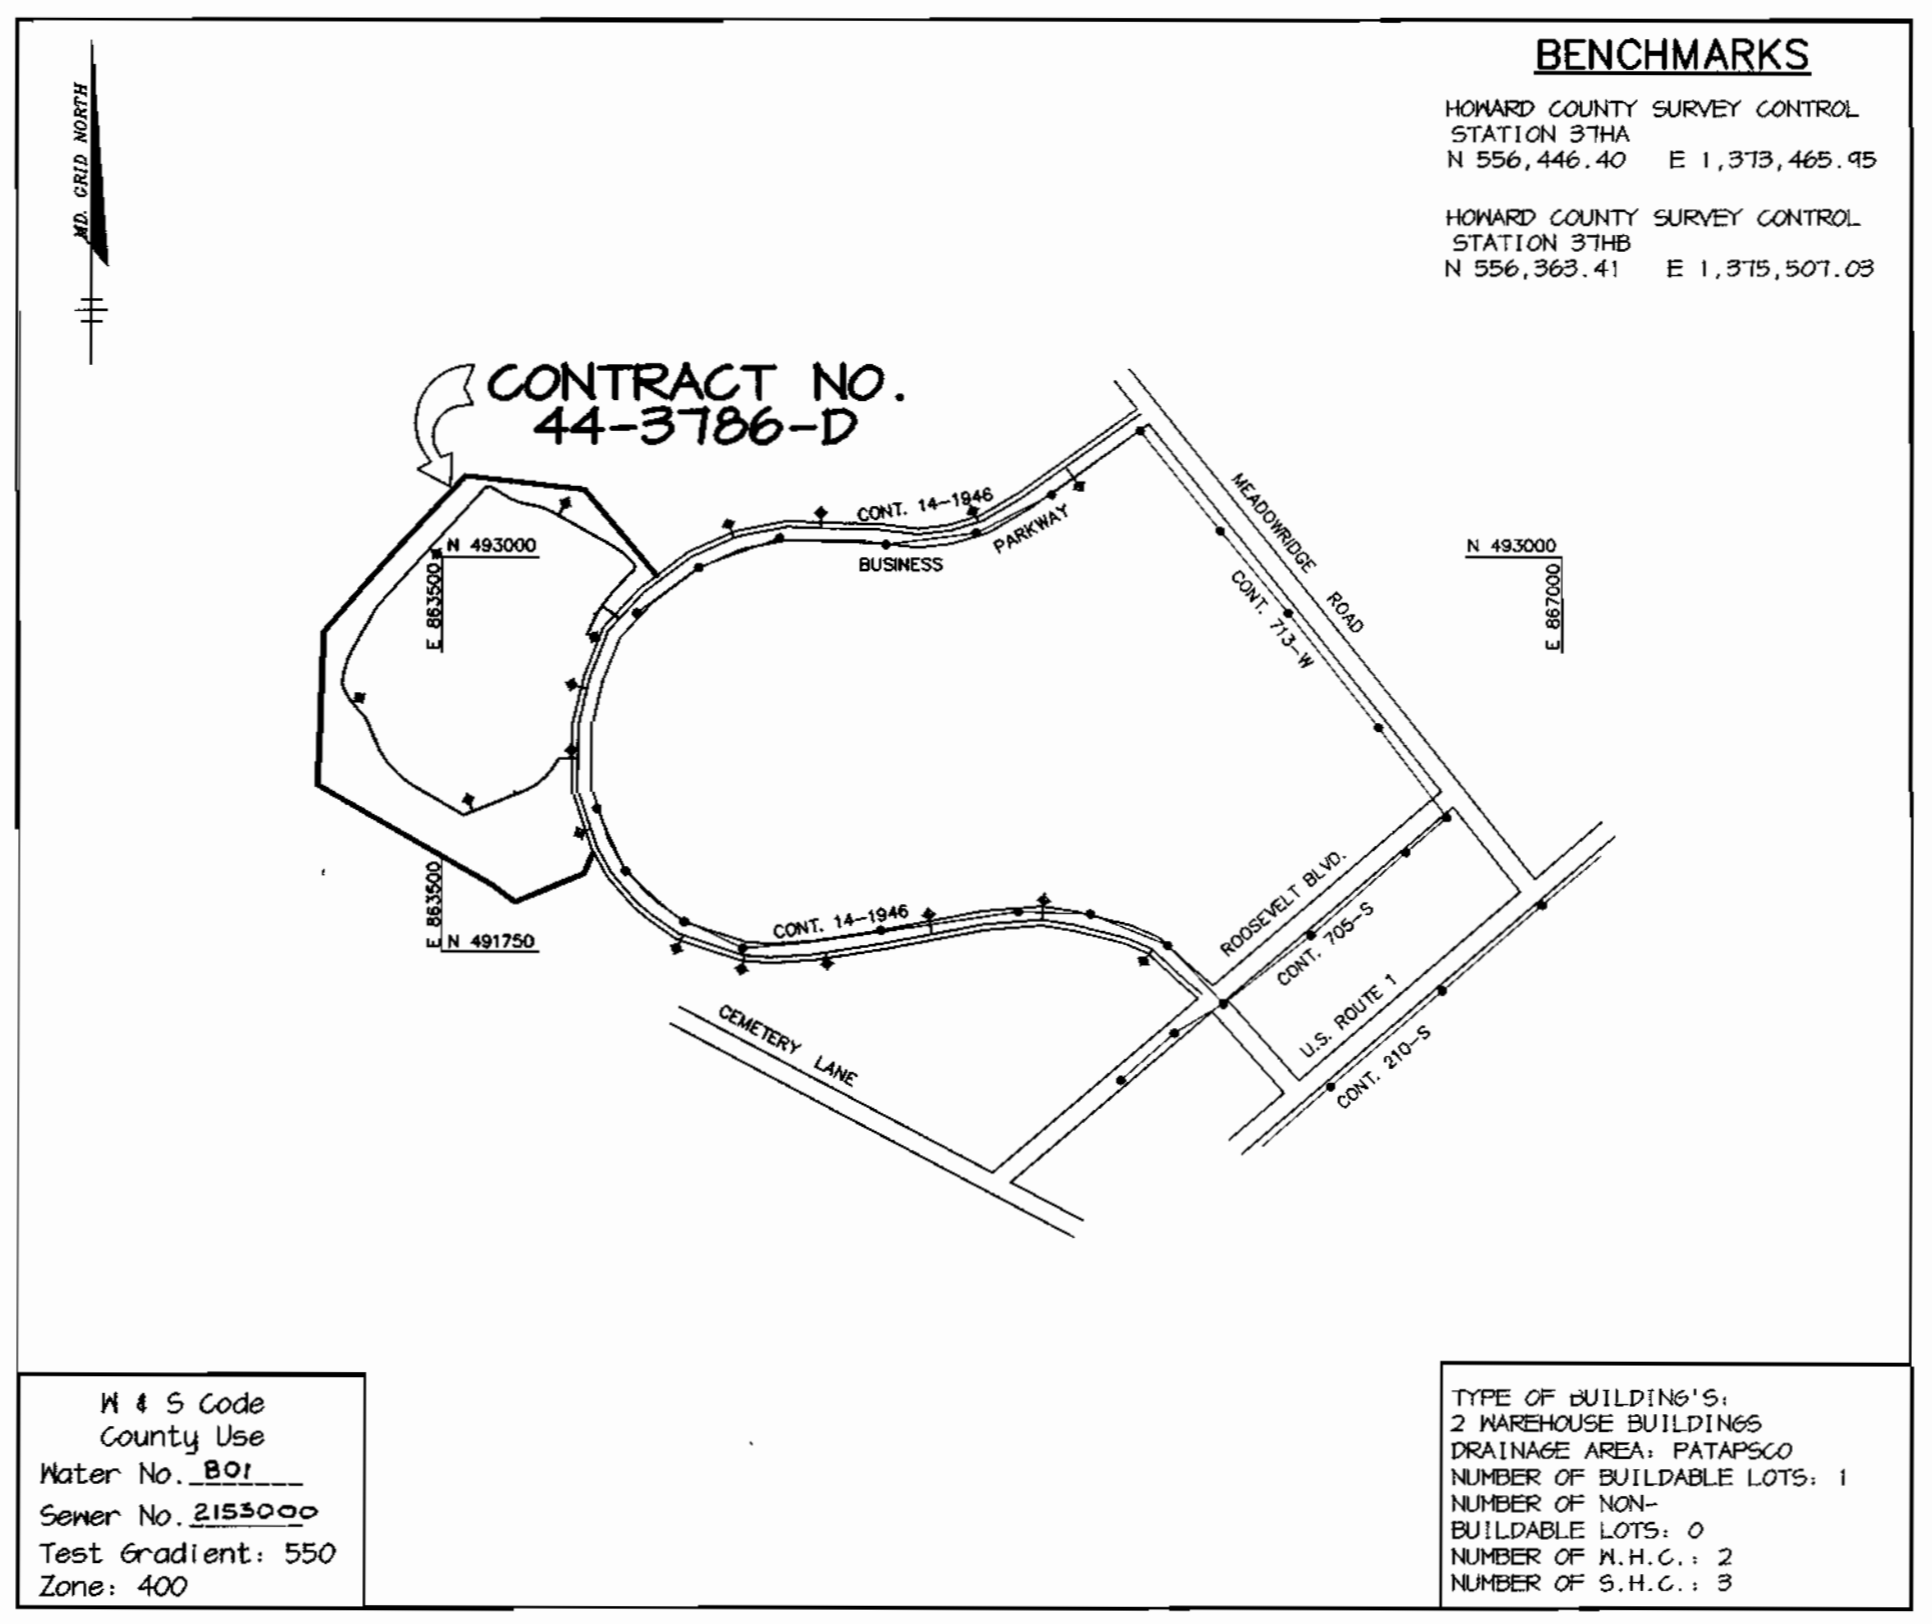 BENCHMARKS
HOWARD COUNTY SURVEY CONTROL
STATION 37HA
N 556,446.40 E 1,373,465.95
HOWARD COUNTY SURVEY CONTROL
STATION 37HB
N 556,363.41 E 1,375,507.03
MD. GRID NORTH
CONTRACT NO.
44-3786-D
N 493000
E 863500
CONT. 14-1946
BUSINESS
PARKWAY
MEADOWRIDGE
ROAD
CONT. 713-W
N 493000
E 867000
E 863500
N 491750
CONT. 14-1946
ROOSEVELT BLVD.
CONT. 705-S
U.S. ROUTE 1
CONT. 210-S
CEMETERY LANE
W & S Code
County Use
Water No. B01
Sewer No. 2153000
Test Gradient: 550
Zone: 400
TYPE OF BUILDING'S:
2 WAREHOUSE BUILDINGS
DRAINAGE AREA: PATAPSCO
NUMBER OF BUILDABLE LOTS: 1
NUMBER OF NON-
BUILDABLE LOTS: 0
NUMBER OF W.H.C.: 2
NUMBER OF S.H.C.: 3